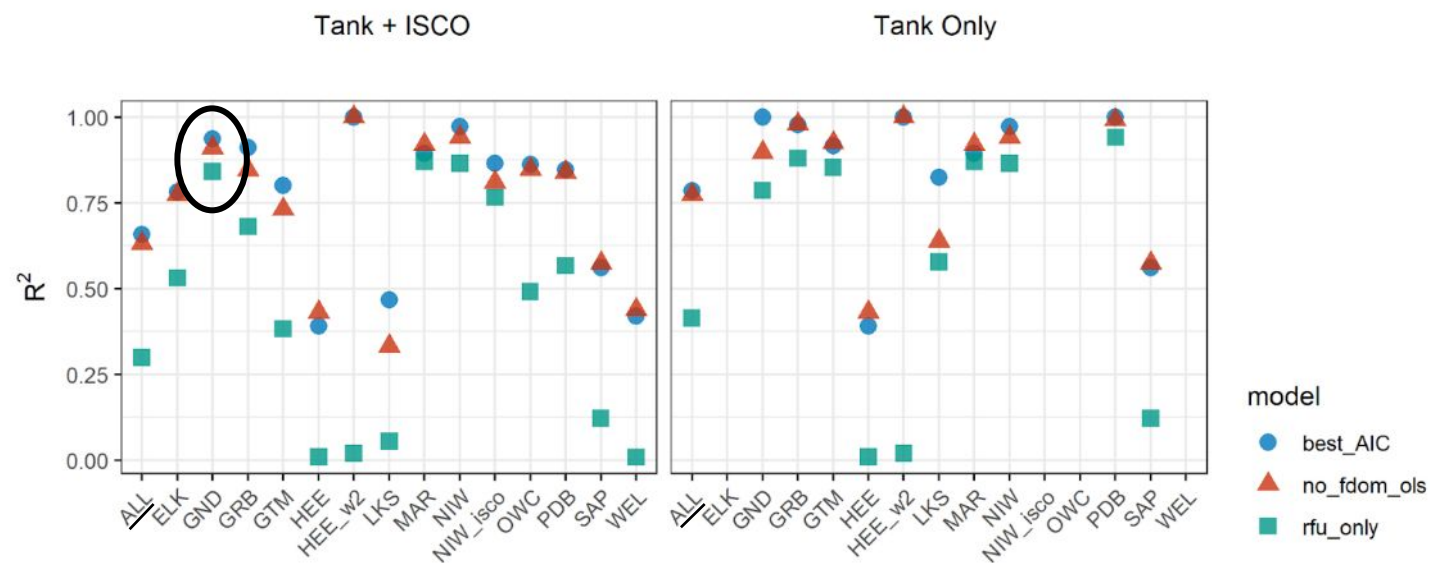 Tank + ISCO
Tank Only
R²
1.00
0.75
0.50
0.25
0.00
ALL
ELK
GND
GRB
GTM
HEE
HEE_w2
LKS
MAR
NIW
NIW_isco
OWC
PDB
SAP
WEL
ALL
ELK
GND
GRB
GTM
HEE
HEE_w2
LKS
MAR
NIW
NIW_isco
OWC
PDB
SAP
WEL
model
best_AIC
no_fdom_ols
rfu_only